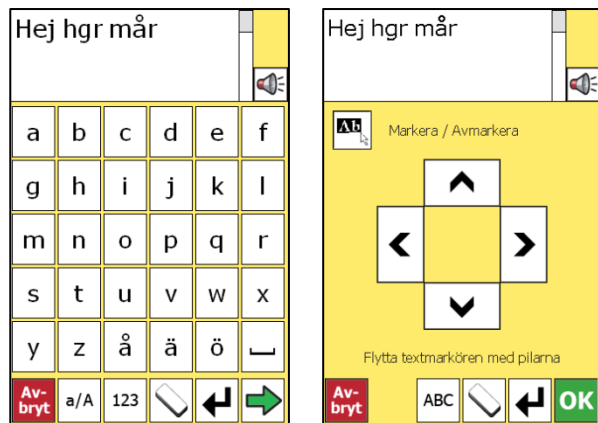 Hej hgr mår
a b c d e f
g h i j k l
m n o p q r
s t u v w x
y z å ä ö
Av-
bryt
a/A 123
Hej hgr mår
Ab
Markera / Avmarkera
Flytta textmarkören med pilarna
Av-
bryt
ABC OK